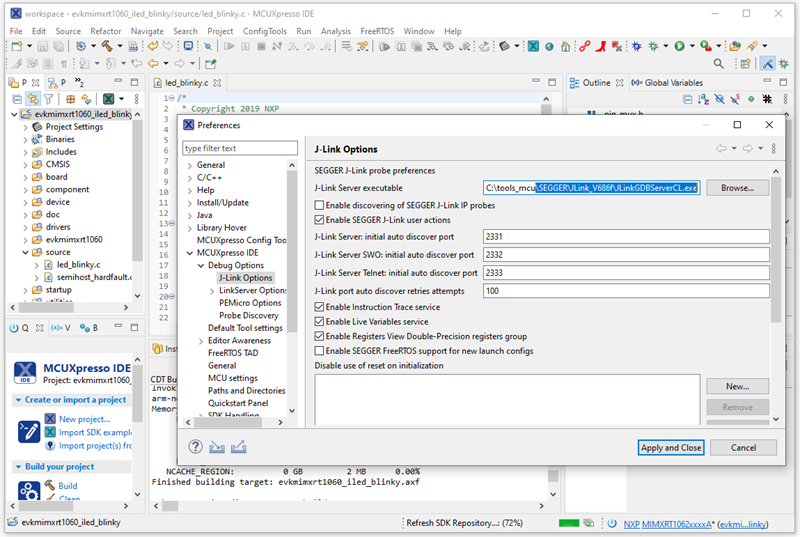 workspace - evkmimxrt1060_iled_blinky/source/led_blinky.c - MCUXpresso IDE
File Edit Source Refactor Navigate Search Project ConfigTools Run Analysis FreeRTOS Window Help
P P 2
led_blinky.c
Outline Global Variables
evkmimxrt1060_iled_blinky
Project Settings
Binaries
Includes
CMSIS
board
component
device
doc
drivers
evkmimxrt1060
source
led_blinky.c
semihost_hardfault.c
startup
utilities
1 /*
2 * Copyright 2019 NXP
3
Preferences
type filter text
General
C/C++
Help
Install/Update
Java
Library Hover
MCUXpresso Config Too
MCUXpresso IDE
Debug Options
J-Link Options
LinkServer Options
PEMicro Options
Probe Discovery
Default Tool settings
Editor Awareness
FreeRTOS TAD
General
MCU settings
Paths and Directories
Quickstart Panel
SDK Handling
J-Link Options
SEGGER J-Link probe preferences
J-Link Server executable C:\tools_mcu\SEGGER\JLink_V686f\JLinkGDBServerCL.exe Browse...
Enable discovering of SEGGER J-Link IP probes
Enable SEGGER J-Link user actions
J-Link Server: initial auto discover port 2331
J-Link Server SWO: initial auto discover port 2332
J-Link Server Telnet: initial auto discover port 2333
J-Link port auto discover retries attempts 100
Enable Instruction Trace service
Enable Live Variables service
Enable Registers View Double-Precision registers group
Enable SEGGER FreeRTOS support for new launch configs
Disable use of reset on initialization
New...
Remove
Apply and Close Cancel
Q V B
MCUXpresso IDE
IDE Project: evkmimxrt1060_
Create or import a project
New project...
Import SDK example
Import project(s) fro
Build your project
Build
Clean
Inst
CDT Bu
invok
arm-n
Memor
NCACHE_REGION: 0 GB 2 MB 0.00%
Finished building target: evkmimxrt1060_iled_blinky.axf
evkmimxrt1060_iled_blinky Refresh SDK Repository...: (72%) NXP MIMXRT1062xxxxA* (evkmi...linky)